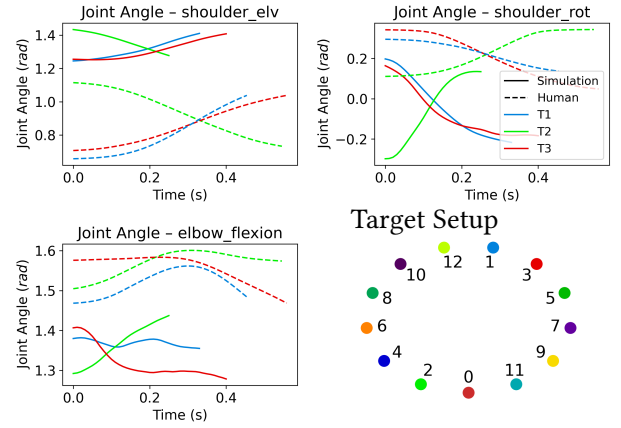 Joint Angle – shoulder_elv
Joint Angle (rad)
1.4
1.2
1.0
0.8
0.0
0.2
0.4
Time (s)
Joint Angle – shoulder_rot
Joint Angle (rad)
0.2
0.0
−0.2
0.0
0.2
0.4
Time (s)
Simulation
Human
T1
T2
T3
Joint Angle – elbow_flexion
Joint Angle (rad)
1.6
1.5
1.4
1.3
0.0
0.2
0.4
Time (s)
Target Setup
12
1
10
3
8
5
6
7
4
9
2
0
11